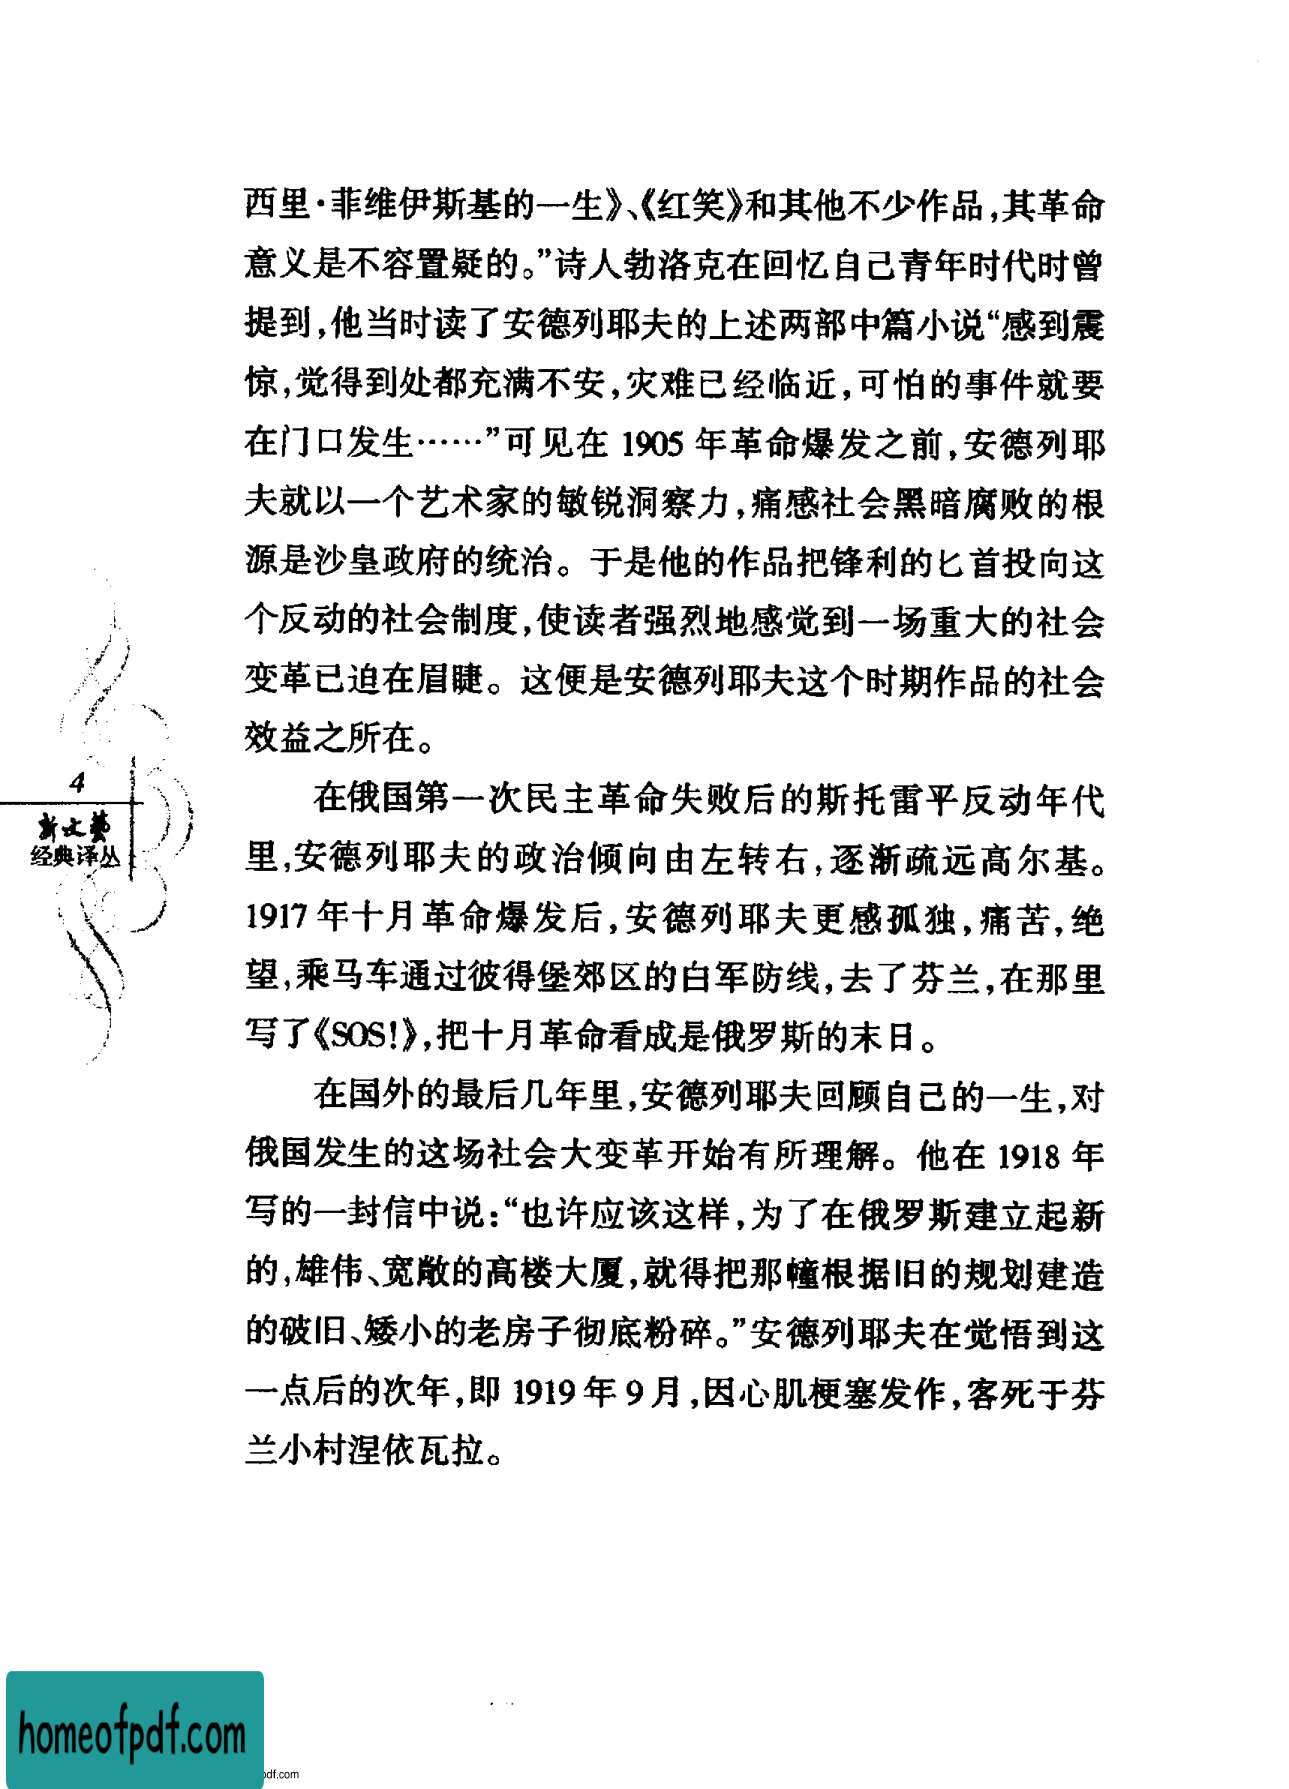 西里·菲维伊斯基的一生》、《红笑》和其他不少作品,其革命
意义是不容置疑的。”诗人勃洛克在回忆自己青年时代时曾
提到,他当时读了安德列耶夫的上述两部中篇小说“感到震
惊,觉得到处都充满不安,灾难已经临近,可怕的事件就要
在门口发生……”可见在 1905 年革命爆发之前,安德列耶
夫就以一个艺术家的敏锐洞察力,痛感社会黑暗腐败的根
源是沙皇政府的统治。于是他的作品把锋利的匕首投向这
个反动的社会制度,使读者强烈地感觉到一场重大的社会
变革已迫在眉睫。这便是安德列耶夫这个时期作品的社会
效益之所在。
在俄国第一次民主革命失败后的斯托雷平反动年代
里,安德列耶夫的政治倾向由左转右,逐渐疏远高尔基。
1917 年十月革命爆发后,安德列耶夫更感孤独,痛苦,绝
望,乘马车通过彼得堡郊区的白军防线,去了芬兰,在那里
写了《SOS!》,把十月革命看成是俄罗斯的末日。
在国外的最后几年里,安德列耶夫回顾自己的一生,对
俄国发生的这场社会大变革开始有所理解。他在 1918 年
写的一封信中说:“也许应该这样,为了在俄罗斯建立起新
的,雄伟、宽敞的高楼大厦,就得把那幢根据旧的规划建造
的破旧、矮小的老房子彻底粉碎。”安德列耶夫在觉悟到这
一点后的次年,即 1919 年 9 月,因心肌梗塞发作,客死于芬
兰小村涅依瓦拉。
4
新文艺
经典译丛
homeofpdf.com
pdf.com